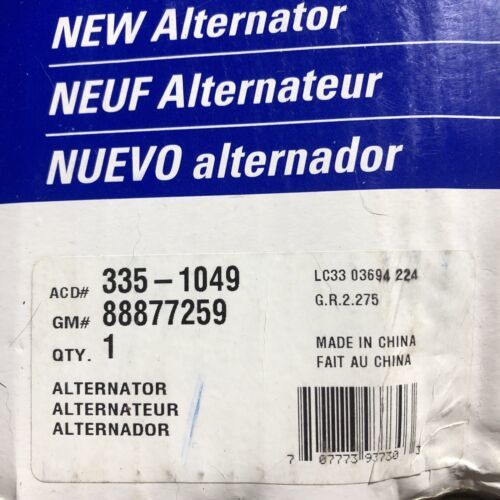 NEW Alternator
NEUF Alternateur
NUEVO alternador
ACD# 335-1049
GM# 88877259
QTY. 1
ALTERNATOR
ALTERNATEUR
ALTERNADOR
LC33 03694 224
G.R.2.275
MADE IN CHINA
FAIT AU CHINA
7 07773 93730 3